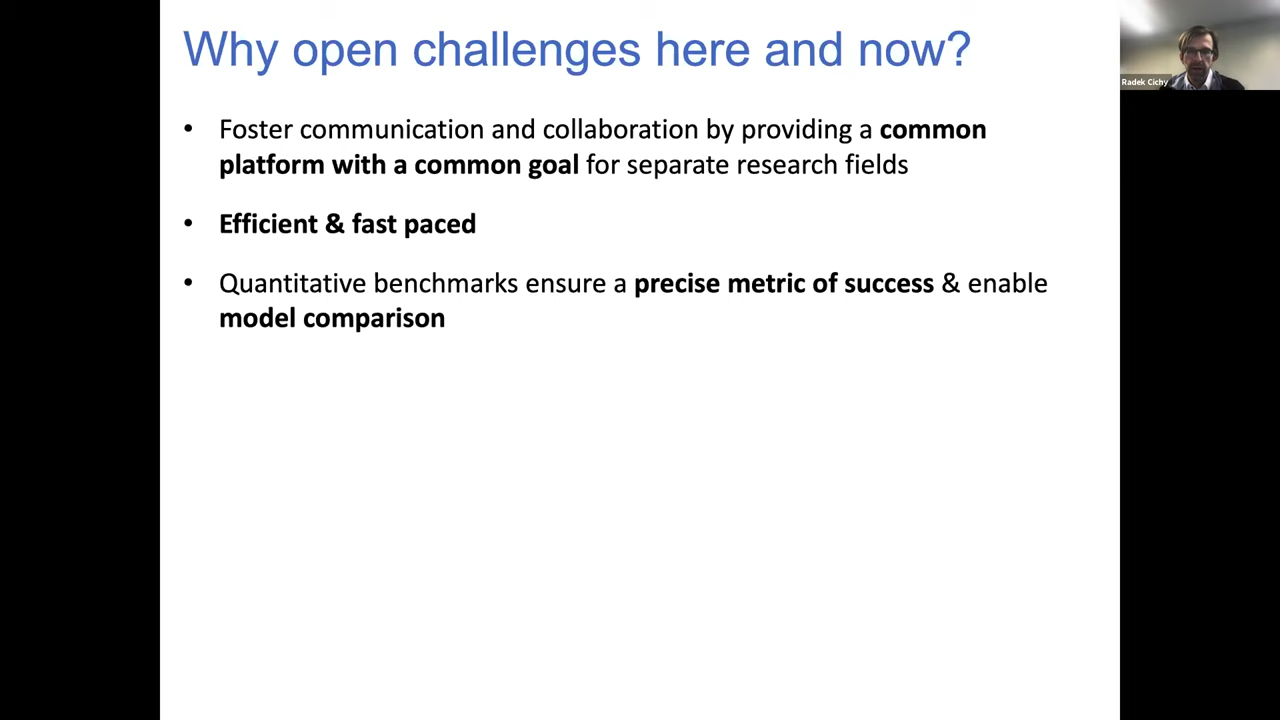 Why open challenges here and now?
Radek Cichy
• Foster communication and collaboration by providing a common
platform with a common goal for separate research fields
• Efficient & fast paced
• Quantitative benchmarks ensure a precise metric of success & enable
model comparison